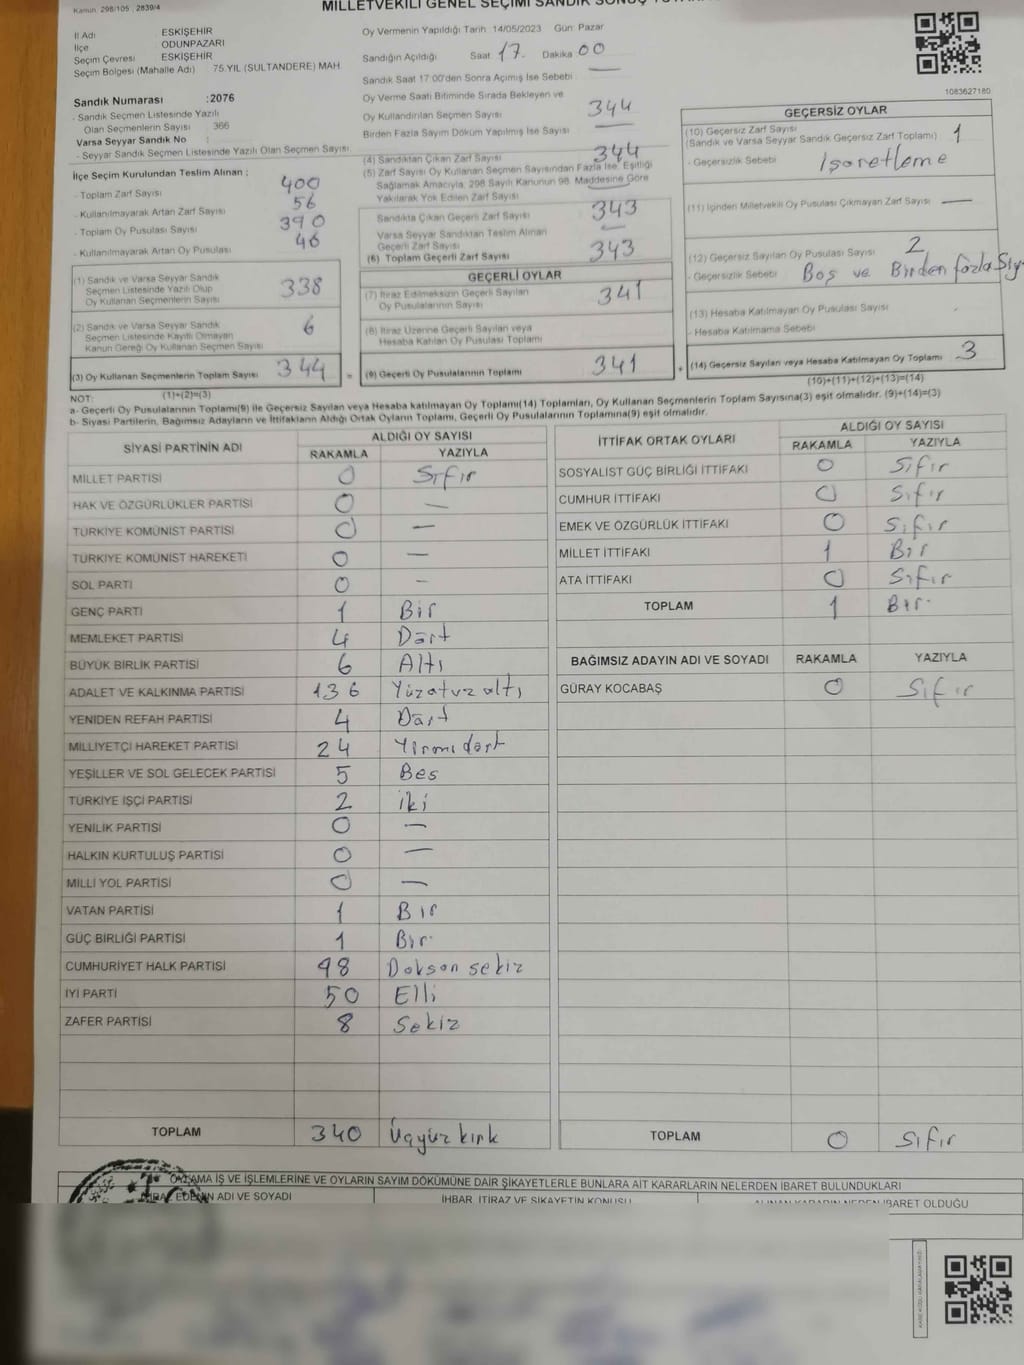 Kanun: 298/105 , 2839/4
MİLLETVEKİLİ GENEL SEÇİMİ SANDIK SONUÇ
İl Adı : ESKİŞEHİR
İlçe : ODUNPAZARI
Seçim Çevresi : ESKİŞEHİR
Seçim Bölgesi (Mahalle Adı) : 75.YIL (SULTANDERE) MAH
Sandık Numarası :2076
- Sandık Seçmen Listesinde Yazılı
Olan Seçmenlerin Sayısı : 366
Varsa Seyyar Sandık No :
- Seyyar Sandık Seçmen Listesinde Yazılı Olan Seçmen Sayısı:
Oy Vermenin Yapıldığı Tarih: 14/05/2023 Gün: Pazar
Sandığın Açıldığı Saat: 17. Dakika: 00
Sandık Saat 17:00'den Sonra Açımış İse Sebebi: —
Oy Verme Saati Bitiminde Sırada Bekleyen ve
Oy Kullandırılan Seçmen Sayısı 344
Birden Fazla Sayım Döküm Yapılmış İse Sayısı: —
1083627180
İlçe Seçim Kurulundan Teslim Alınan :
- Toplam Zarf Sayısı 400
- Kullanılmayarak Artan Zarf Sayısı 56
- Toplam Oy Pusulası Sayısı 390
- Kullanılmayarak Artan Oy Pusulası 46
(1) Sandık ve Varsa Seyyar Sandık
Seçmen Listesinde Yazılı Olup
Oy Kullanan Seçmenlerin Sayısı 338
(2) Sandık ve Varsa Seyyar Sandık
Seçmen Listesinde Kayıtlı Olmayan
Kanun Gereği Oy Kullanan Seçmen Sayısı 6
(3) Oy Kullanan Seçmenlerin Toplam Sayısı 344 =
(1)+(2)=(3)
(4) Sandıktan Çıkan Zarf Sayısı 344
(5) Zarf Sayısı Oy Kullanan Seçmen Sayısından Fazla İse, Eşitliği
Sağlamak Amacıyla, 298 Sayılı Kanunun 98. Maddesine Göre
Yakılarak Yok Edilen Zarf Sayısı —
Sandıkta Çıkan Geçerli Zarf Sayısı 343
Varsa Seyyar Sandıktan Teslim Alınan
Geçerli Zarf Sayısı —
(6) Toplam Geçerli Zarf Sayısı 343
GEÇERLİ OYLAR
(7) İtiraz Edilmeksizin Geçerli Sayılan
Oy Pusulalarının Sayısı 341
(8) İtiraz Üzerine Geçerli Sayılan veya
Hesaba Katılan Oy Pusulası Toplamı
(9) Geçerli Oy Pusulalarının Toplamı 341 +
GEÇERSİZ OYLAR
(10) Geçersiz Zarf Sayısı
(Sandık ve Varsa Seyyar Sandık Geçersiz Zarf Toplamı) 1
- Geçersizlik Sebebi: İşaretleme
(11) İçinden Milletvekili Oy Pusulası Çıkmayan Zarf Sayısı —
(12) Geçersiz Sayılan Oy Pusulası Sayısı 2
- Geçersizlik Sebebi: Boş ve Birden fazla
(13) Hesaba Katılmayan Oy Pusulası Sayısı
- Hesaba Katılmama Sebebi
(14) Geçersiz Sayılan veya Hesaba Katılmayan Oy Toplamı 3
(10)+(11)+(12)+(13)=(14)
NOT:
a- Geçerli Oy Pusulalarının Toplamı(9) ile Geçersiz Sayılan veya Hesaba katılmayan Oy Toplamı(14) Toplamları, Oy Kullanan Seçmenlerin Toplam Sayısına(3) eşit olmalıdır. (9)+(14)=(3)
b- Siyasi Partilerin, Bağımsız Adayların ve İttifakların Aldığı Ortak Oyların Toplamı, Geçerli Oy Pusulalarının Toplamına(9) eşit olmalıdır.
SİYASİ PARTİNİN ADI ALDIĞI OY SAYISI
RAKAMLA YAZIYLA
MİLLET PARTİSİ 0 Sıfır
HAK VE ÖZGÜRLÜKLER PARTİSİ 0 —
TÜRKİYE KOMÜNİST PARTİSİ 0 —
TÜRKİYE KOMÜNİST HAREKETİ 0 —
SOL PARTİ 0 —
GENÇ PARTİ 1 Bir
MEMLEKET PARTİSİ 4 Dört
BÜYÜK BİRLİK PARTİSİ 6 Altı
ADALET VE KALKINMA PARTİSİ 136 Yüzotuz altı
YENİDEN REFAH PARTİSİ 4 Dört
MİLLİYETÇİ HAREKET PARTİSİ 24 Yirmi dört
YEŞİLLER VE SOL GELECEK PARTİSİ 5 Beş
TÜRKİYE İŞÇİ PARTİSİ 2 iki
YENİLİK PARTİSİ 0 —
HALKIN KURTULUŞ PARTİSİ 0 —
MİLLİ YOL PARTİSİ 0 —
VATAN PARTİSİ 1 Bir
GÜÇ BİRLİĞİ PARTİSİ 1 Bir
CUMHURİYET HALK PARTİSİ 98 Doksan sekiz
İYİ PARTİ 50 Elli
ZAFER PARTİSİ 8 Sekiz
TOPLAM 340 Üçyüz kırk
İTTİFAK ORTAK OYLARI ALDIĞI OY SAYISI
RAKAMLA YAZIYLA
SOSYALİST GÜÇ BİRLİĞİ İTTİFAKI 0 Sıfır
CUMHUR İTTİFAKI 0 Sıfır
EMEK VE ÖZGÜRLÜK İTTİFAKI 0 Sıfır
MİLLET İTTİFAKI 1 Bir
ATA İTTİFAKI 0 Sıfır
TOPLAM 1 Bir
BAĞIMSIZ ADAYIN ADI VE SOYADI RAKAMLA YAZIYLA
GÜRAY KOCABAŞ 0 Sıfır
TOPLAM 0 Sıfır
OYLAMA İŞ VE İŞLEMLERİNE VE OYLARIN SAYIM DÖKÜMÜNE DAİR ŞİKAYETLERLE BUNLARA AİT KARARLARIN NELERDEN İBARET BULUNDUKLARI
EDENİN ADI VE SOYADI İHBAR, İTİRAZ VE ŞİKAYETİN KONUSU ALINAN KARARIN NEDEN İBARET OLDUĞU